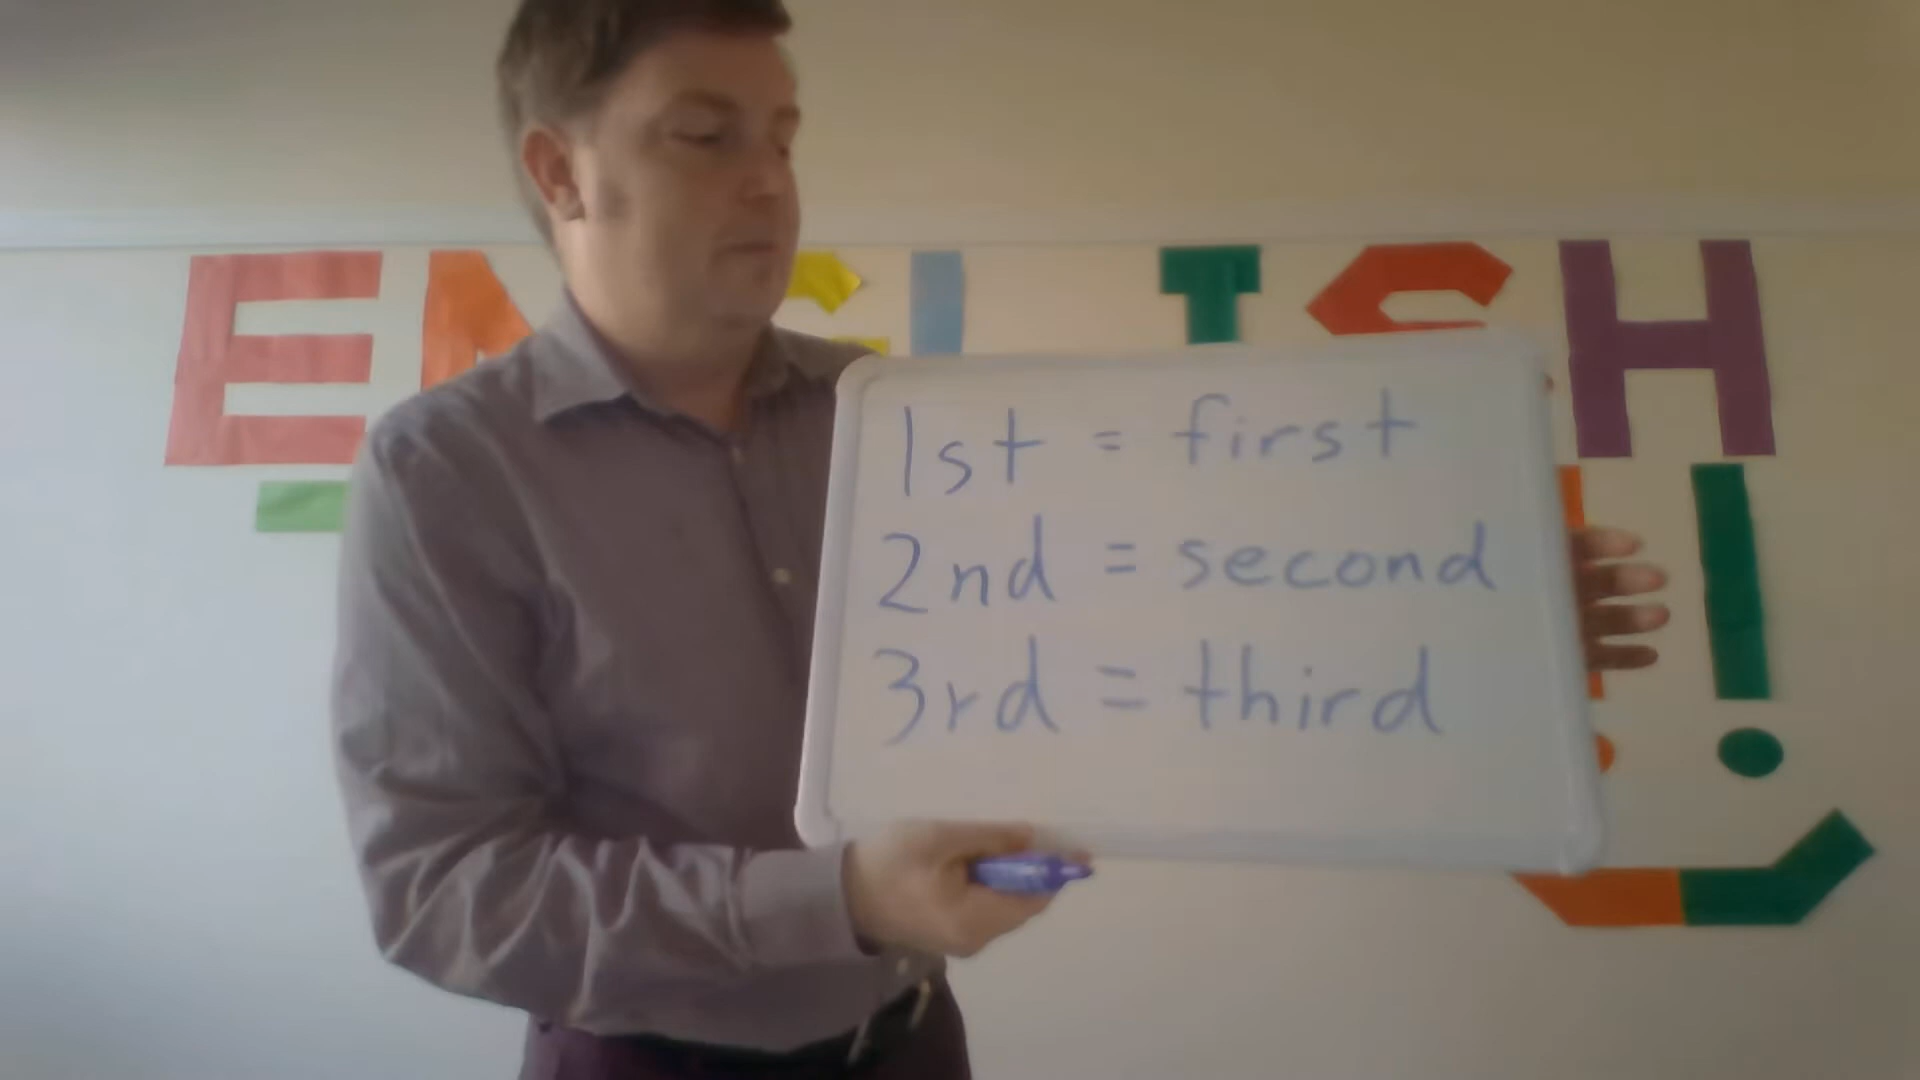 ENGLISH
1st = first
2nd = second
3rd = third